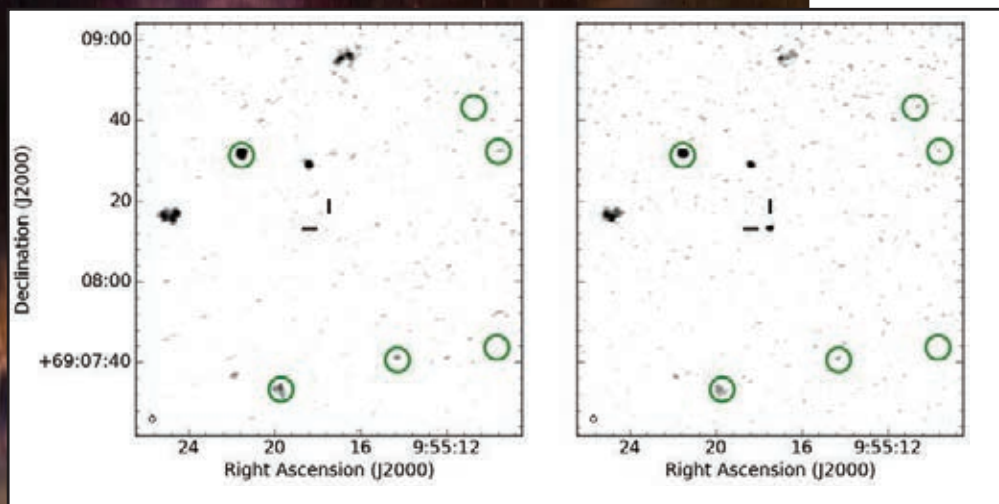 Declination (J2000)
09:00
40
20
08:00
+69:07:40
24 20 16 9:55:12
Right Ascension (J2000)
24 20 16 9:55:12
Right Ascension (J2000)